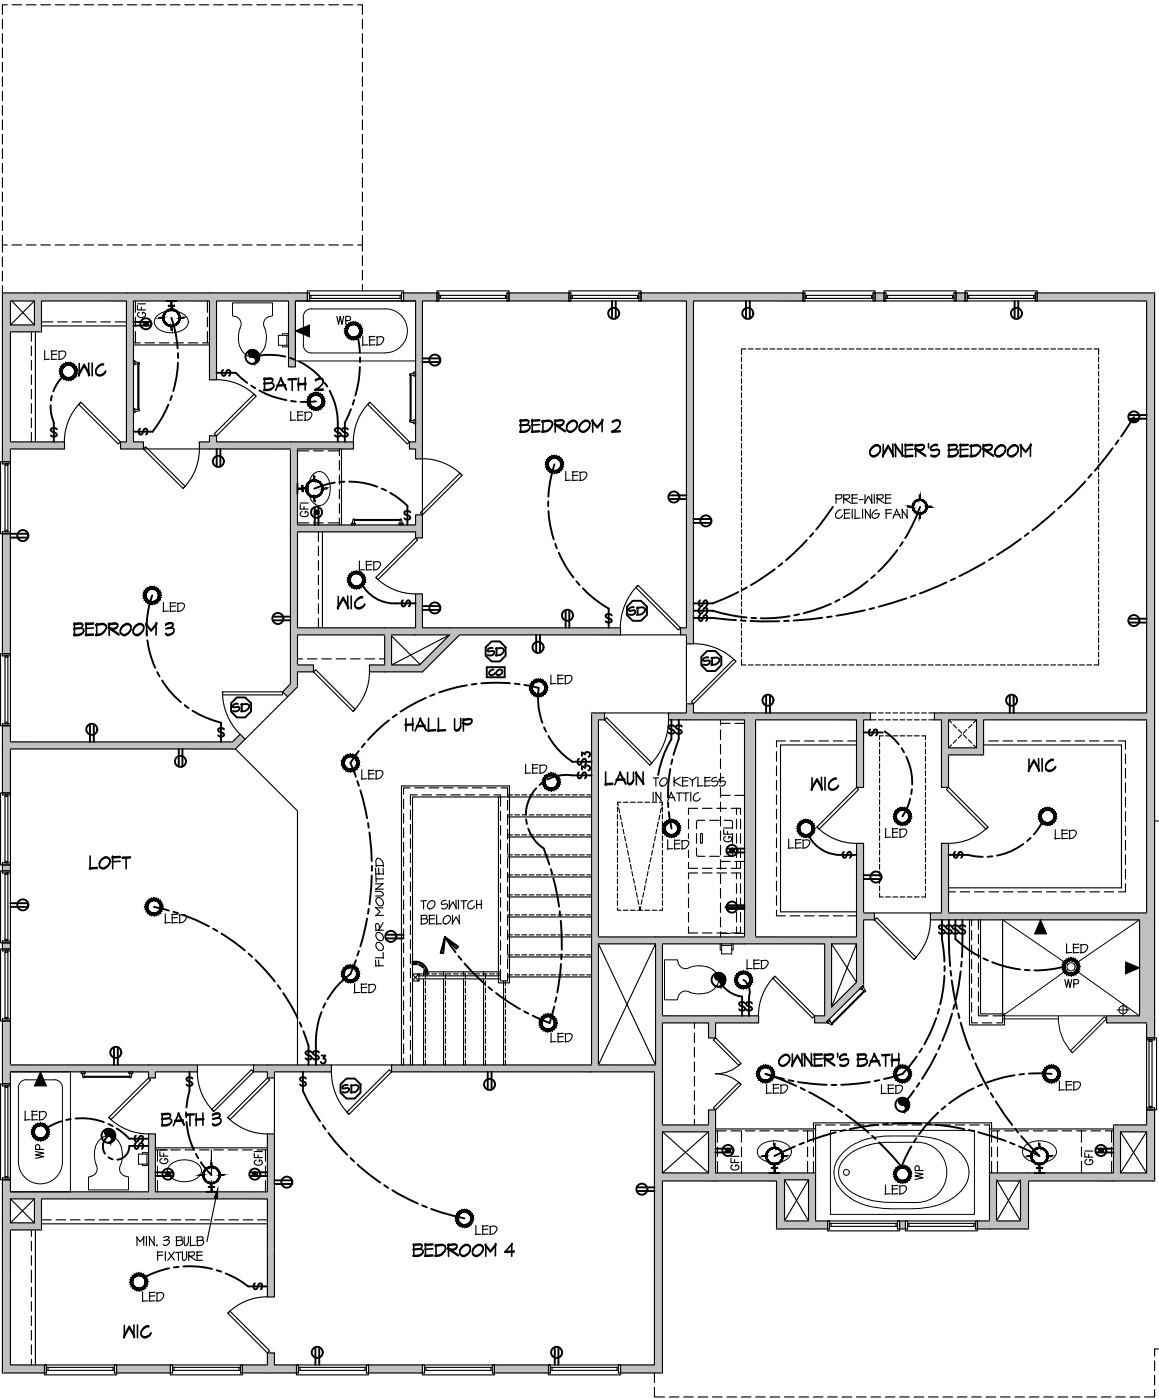 GFI
WP
LED
LED
WIC
BATH 2
LED
BEDROOM 2
OWNER'S BEDROOM
LED
PRE-WIRE
CEILING FAN
GFI
$
LED
WIC
LED
BEDROOM 3
SD
SD
SD
CO
SD
LED
HALL UP
LED
LED
LAUN
TO KEYLESS
IN ATTIC
WIC
WIC
LED
GFI
LED
LED
LED
LOFT
FLOOR MOUNTED
TO SWITCH
BELOW
LED
LED
LED
LED
WP
LED
$$3
SD
OWNER'S BATH
LED
LED
LED
WP
BATH 3
GFI
GFI
GFI
GFI
WP
LED
LED
BEDROOM 4
MIN. 3 BULB
FIXTURE
LED
WIC